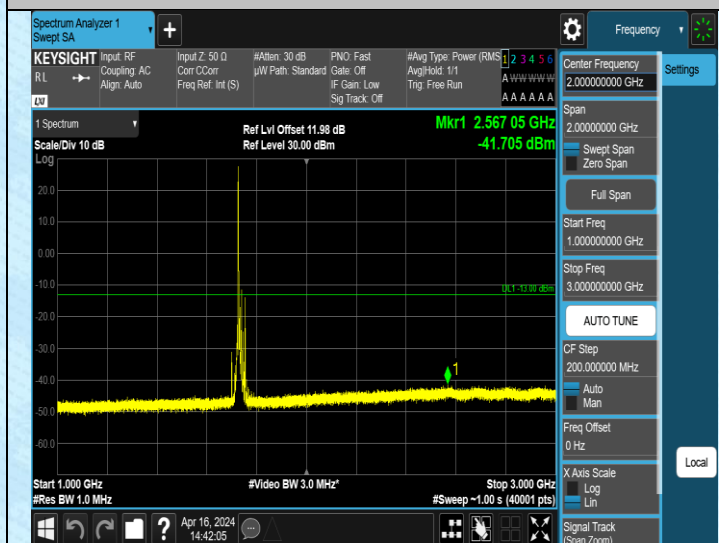 Spectrum Analyzer 1
Swept SA
Frequency
KEYSIGHT
RL
LXI
Input: RF
Coupling: AC
Align: Auto
Input Z: 50 Ω
Corr CCorr
Freq Ref: Int (S)
#Atten: 30 dB
µW Path: Standard
PNO: Fast
Gate: Off
IF Gain: Low
Sig Track: Off
#Avg Type: Power (RMS
Avg|Hold: 1/1
Trig: Free Run
1 2 3 4 5 6
A W W W W W
A A A A A A
1 Spectrum
Scale/Div 10 dB
Ref Lvl Offset 11.98 dB
Ref Level 30.00 dBm
Mkr1 2.567 05 GHz
-41.705 dBm
Log
20.0
10.0
0.00
-10.0
-20.0
-30.0
-40.0
-50.0
-60.0
DL1 -13.00 dBm
1
Start 1.000 GHz
#Res BW 1.0 MHz
#Video BW 3.0 MHz*
Stop 3.000 GHz
#Sweep ~1.00 s (40001 pts)
Apr 16, 2024
14:42:05
Center Frequency
2.00000000 GHz
Span
2.00000000 GHz
Swept Span
Zero Span
Full Span
Start Freq
1.000000000 GHz
Stop Freq
3.000000000 GHz
AUTO TUNE
CF Step
200.000000 MHz
Auto
Man
Freq Offset
0 Hz
X Axis Scale
Log
Lin
Signal Track
(Span Zoom)
Settings
Local